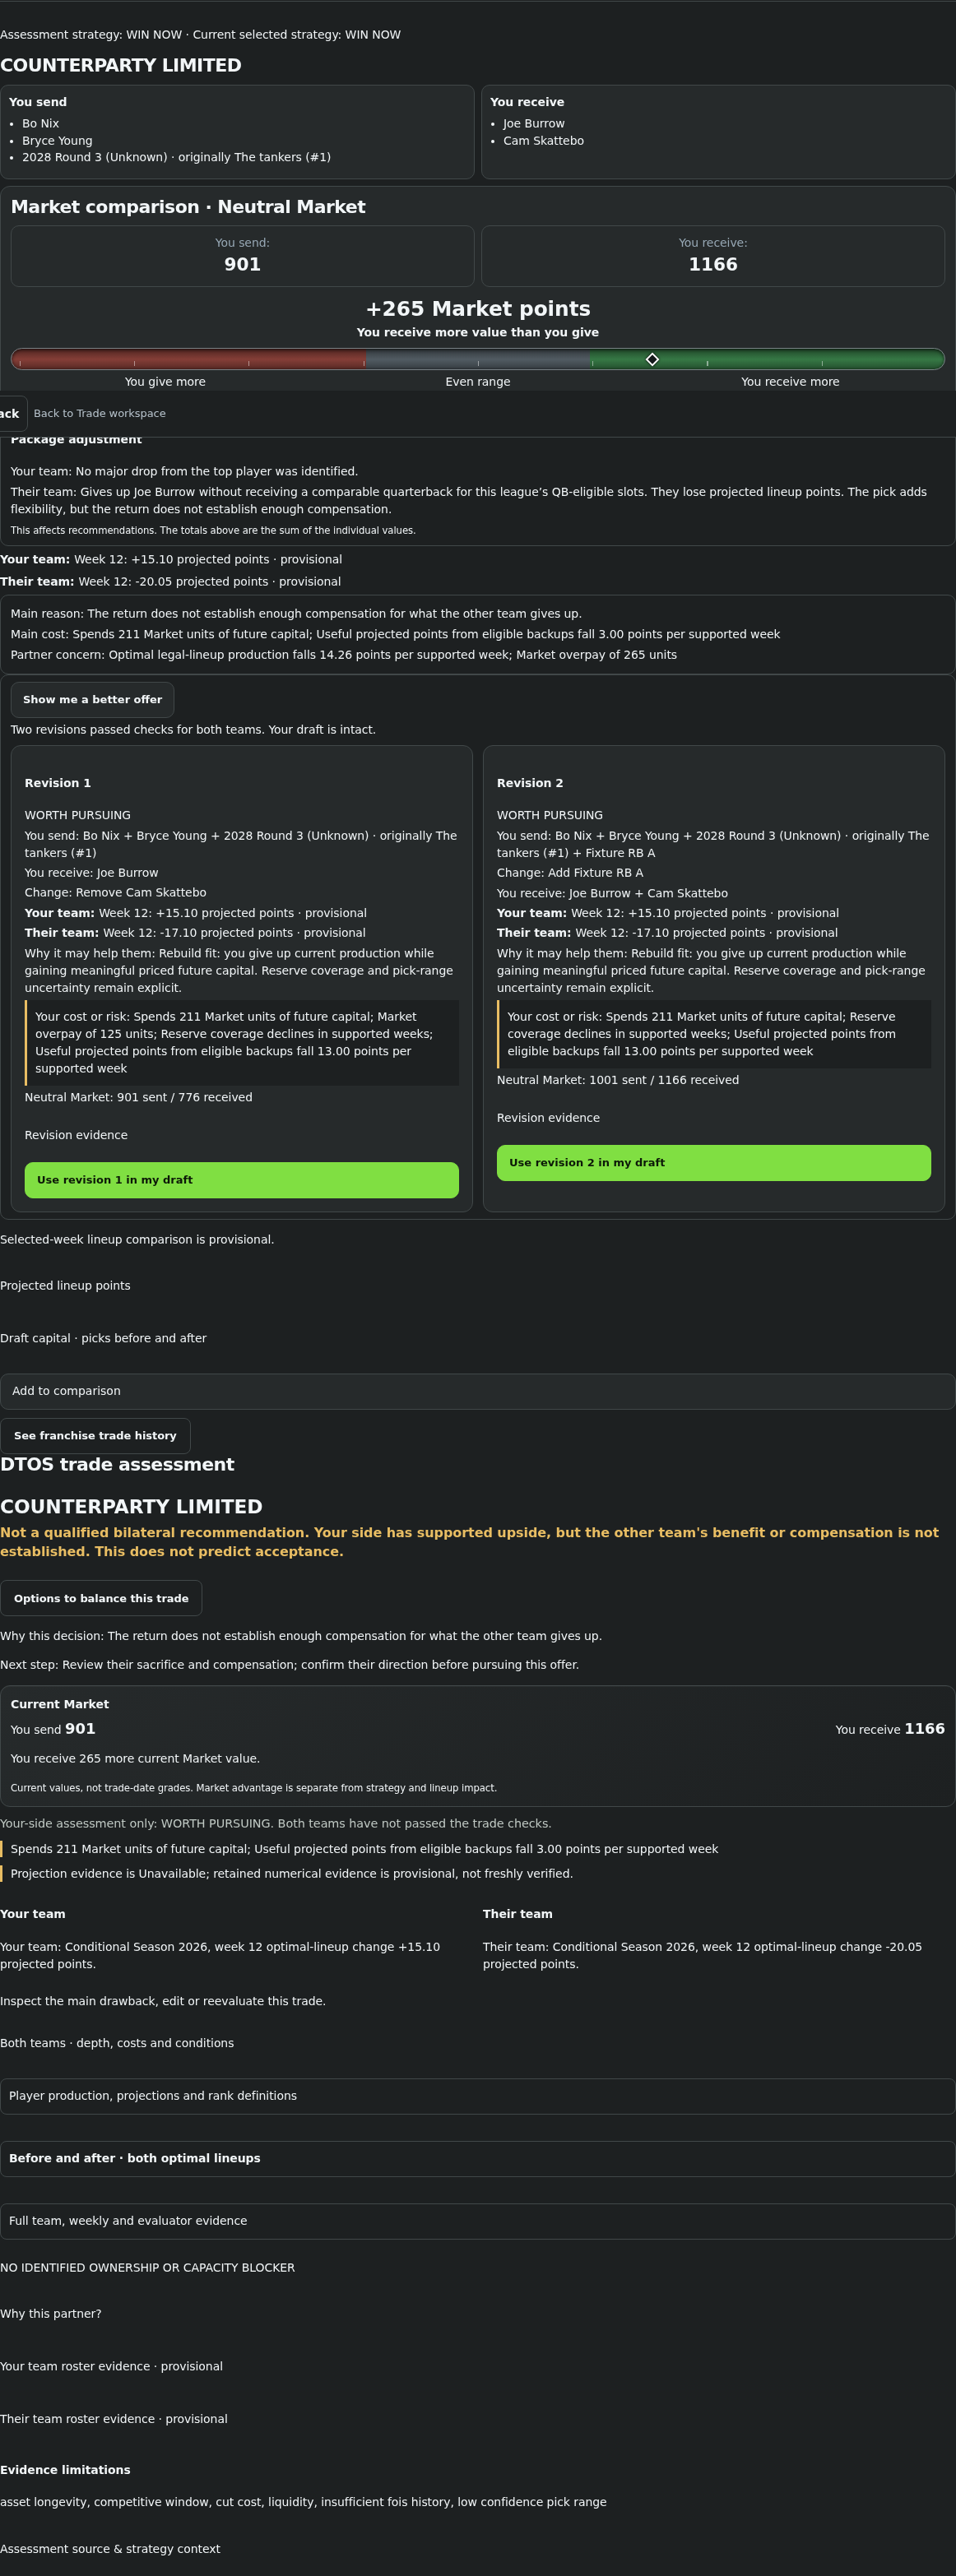 Assessment strategy: WIN NOW · Current selected strategy: WIN NOW
COUNTERPARTY LIMITED
You send
• Bo Nix
• Bryce Young
• 2028 Round 3 (Unknown) · originally The tankers (#1)
You receive
• Joe Burrow
• Cam Skattebo
Market comparison · Neutral Market
You send:
901
You receive:
1166
+265 Market points
You receive more value than you give
You give more
Even range
You receive more
ack
Back to Trade workspace
Package adjustment
Your team: No major drop from the top player was identified.
Their team: Gives up Joe Burrow without receiving a comparable quarterback for this league’s QB-eligible slots. They lose projected lineup points. The pick adds
flexibility, but the return does not establish enough compensation.
This affects recommendations. The totals above are the sum of the individual values.
Your team: Week 12: +15.10 projected points · provisional
Their team: Week 12: -20.05 projected points · provisional
Main reason: The return does not establish enough compensation for what the other team gives up.
Main cost: Spends 211 Market units of future capital; Useful projected points from eligible backups fall 3.00 points per supported week
Partner concern: Optimal legal-lineup production falls 14.26 points per supported week; Market overpay of 265 units
Show me a better offer
Two revisions passed checks for both teams. Your draft is intact.
Revision 1
WORTH PURSUING
You send: Bo Nix + Bryce Young + 2028 Round 3 (Unknown) · originally The
tankers (#1)
You receive: Joe Burrow
Change: Remove Cam Skattebo
Your team: Week 12: +15.10 projected points · provisional
Their team: Week 12: -17.10 projected points · provisional
Why it may help them: Rebuild fit: you give up current production while
gaining meaningful priced future capital. Reserve coverage and pick-range
uncertainty remain explicit.
Your cost or risk: Spends 211 Market units of future capital; Market
overpay of 125 units; Reserve coverage declines in supported weeks;
Useful projected points from eligible backups fall 13.00 points per
supported week
Neutral Market: 901 sent / 776 received
Revision evidence
Use revision 1 in my draft
Revision 2
WORTH PURSUING
You send: Bo Nix + Bryce Young + 2028 Round 3 (Unknown) · originally The
tankers (#1) + Fixture RB A
Change: Add Fixture RB A
You receive: Joe Burrow + Cam Skattebo
Your team: Week 12: +15.10 projected points · provisional
Their team: Week 12: -17.10 projected points · provisional
Why it may help them: Rebuild fit: you give up current production while
gaining meaningful priced future capital. Reserve coverage and pick-range
uncertainty remain explicit.
Your cost or risk: Spends 211 Market units of future capital; Reserve
coverage declines in supported weeks; Useful projected points from
eligible backups fall 13.00 points per supported week
Neutral Market: 1001 sent / 1166 received
Revision evidence
Use revision 2 in my draft
Selected-week lineup comparison is provisional.
Projected lineup points
Draft capital · picks before and after
Add to comparison
See franchise trade history
DTOS trade assessment
COUNTERPARTY LIMITED
Not a qualified bilateral recommendation. Your side has supported upside, but the other team's benefit or compensation is not
established. This does not predict acceptance.
Options to balance this trade
Why this decision: The return does not establish enough compensation for what the other team gives up.
Next step: Review their sacrifice and compensation; confirm their direction before pursuing this offer.
Current Market
You send 901
You receive 1166
You receive 265 more current Market value.
Current values, not trade-date grades. Market advantage is separate from strategy and lineup impact.
Your-side assessment only: WORTH PURSUING. Both teams have not passed the trade checks.
Spends 211 Market units of future capital; Useful projected points from eligible backups fall 3.00 points per supported week
Projection evidence is Unavailable; retained numerical evidence is provisional, not freshly verified.
Your team
Your team: Conditional Season 2026, week 12 optimal-lineup change +15.10
projected points.
Their team
Their team: Conditional Season 2026, week 12 optimal-lineup change -20.05
projected points.
Inspect the main drawback, edit or reevaluate this trade.
Both teams · depth, costs and conditions
Player production, projections and rank definitions
Before and after · both optimal lineups
Full team, weekly and evaluator evidence
NO IDENTIFIED OWNERSHIP OR CAPACITY BLOCKER
Why this partner?
Your team roster evidence · provisional
Their team roster evidence · provisional
Evidence limitations
asset longevity, competitive window, cut cost, liquidity, insufficient fois history, low confidence pick range
Assessment source & strategy context